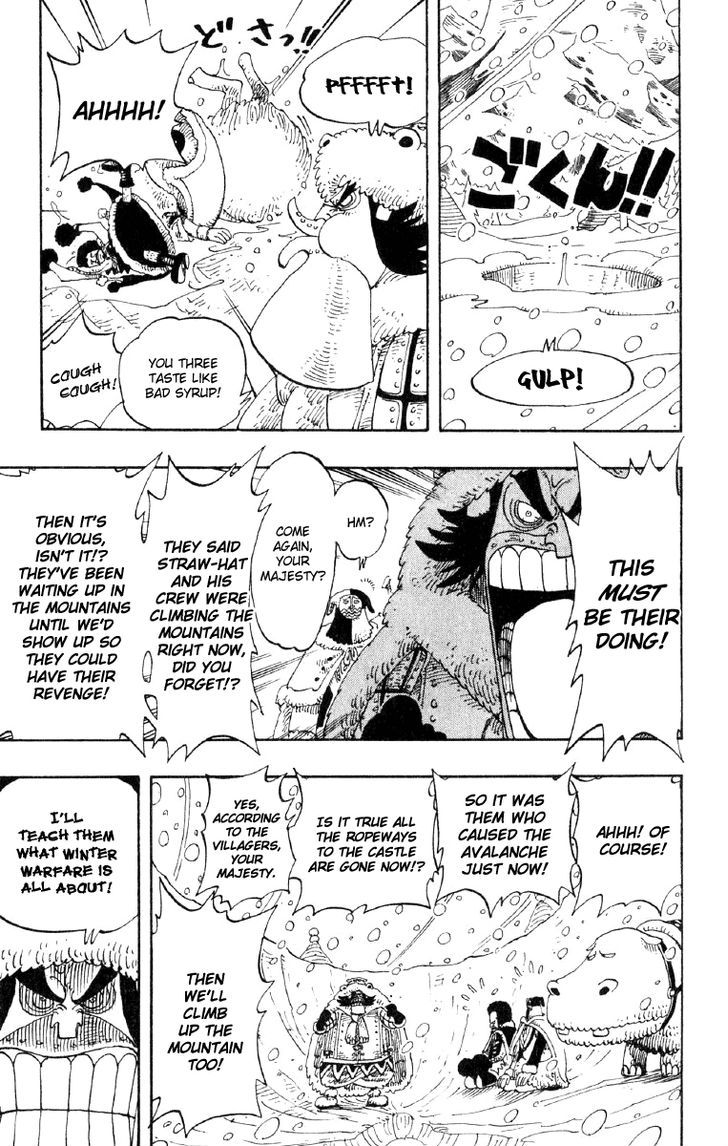 ごくん!!
GULP!
どさっ!!
PFFFFT!
AHHHH!
YOU THREE
TASTE LIKE
BAD SYRUP!
COUGH
COUGH!
THIS
MUST
BE THEIR
DOING!
HM?
COME
AGAIN,
YOUR
MAJESTY?
THEY SAID
STRAW-HAT
AND HIS
CREW WERE
CLIMBING THE
MOUNTAINS
RIGHT NOW,
DID YOU
FORGET!?
THEN IT'S
OBVIOUS,
ISN'T IT!?
THEY'VE BEEN
WAITING UP IN
THE MOUNTAINS
UNTIL WE'D
SHOW UP SO
THEY COULD
HAVE THEIR
REVENGE!
AHHH! OF
COURSE!
SO IT WAS
THEM WHO
CAUSED THE
AVALANCHE
JUST NOW!
IS IT TRUE ALL
THE ROPEWAYS
TO THE CASTLE
ARE GONE NOW!?
YES,
ACCORDING
TO THE
VILLAGERS,
YOUR
MAJESTY.
THEN
WE'LL
CLIMB
UP THE
MOUNTAIN
TOO!
I'LL
TEACH THEM
WHAT WINTER
WARFARE IS
ALL ABOUT!